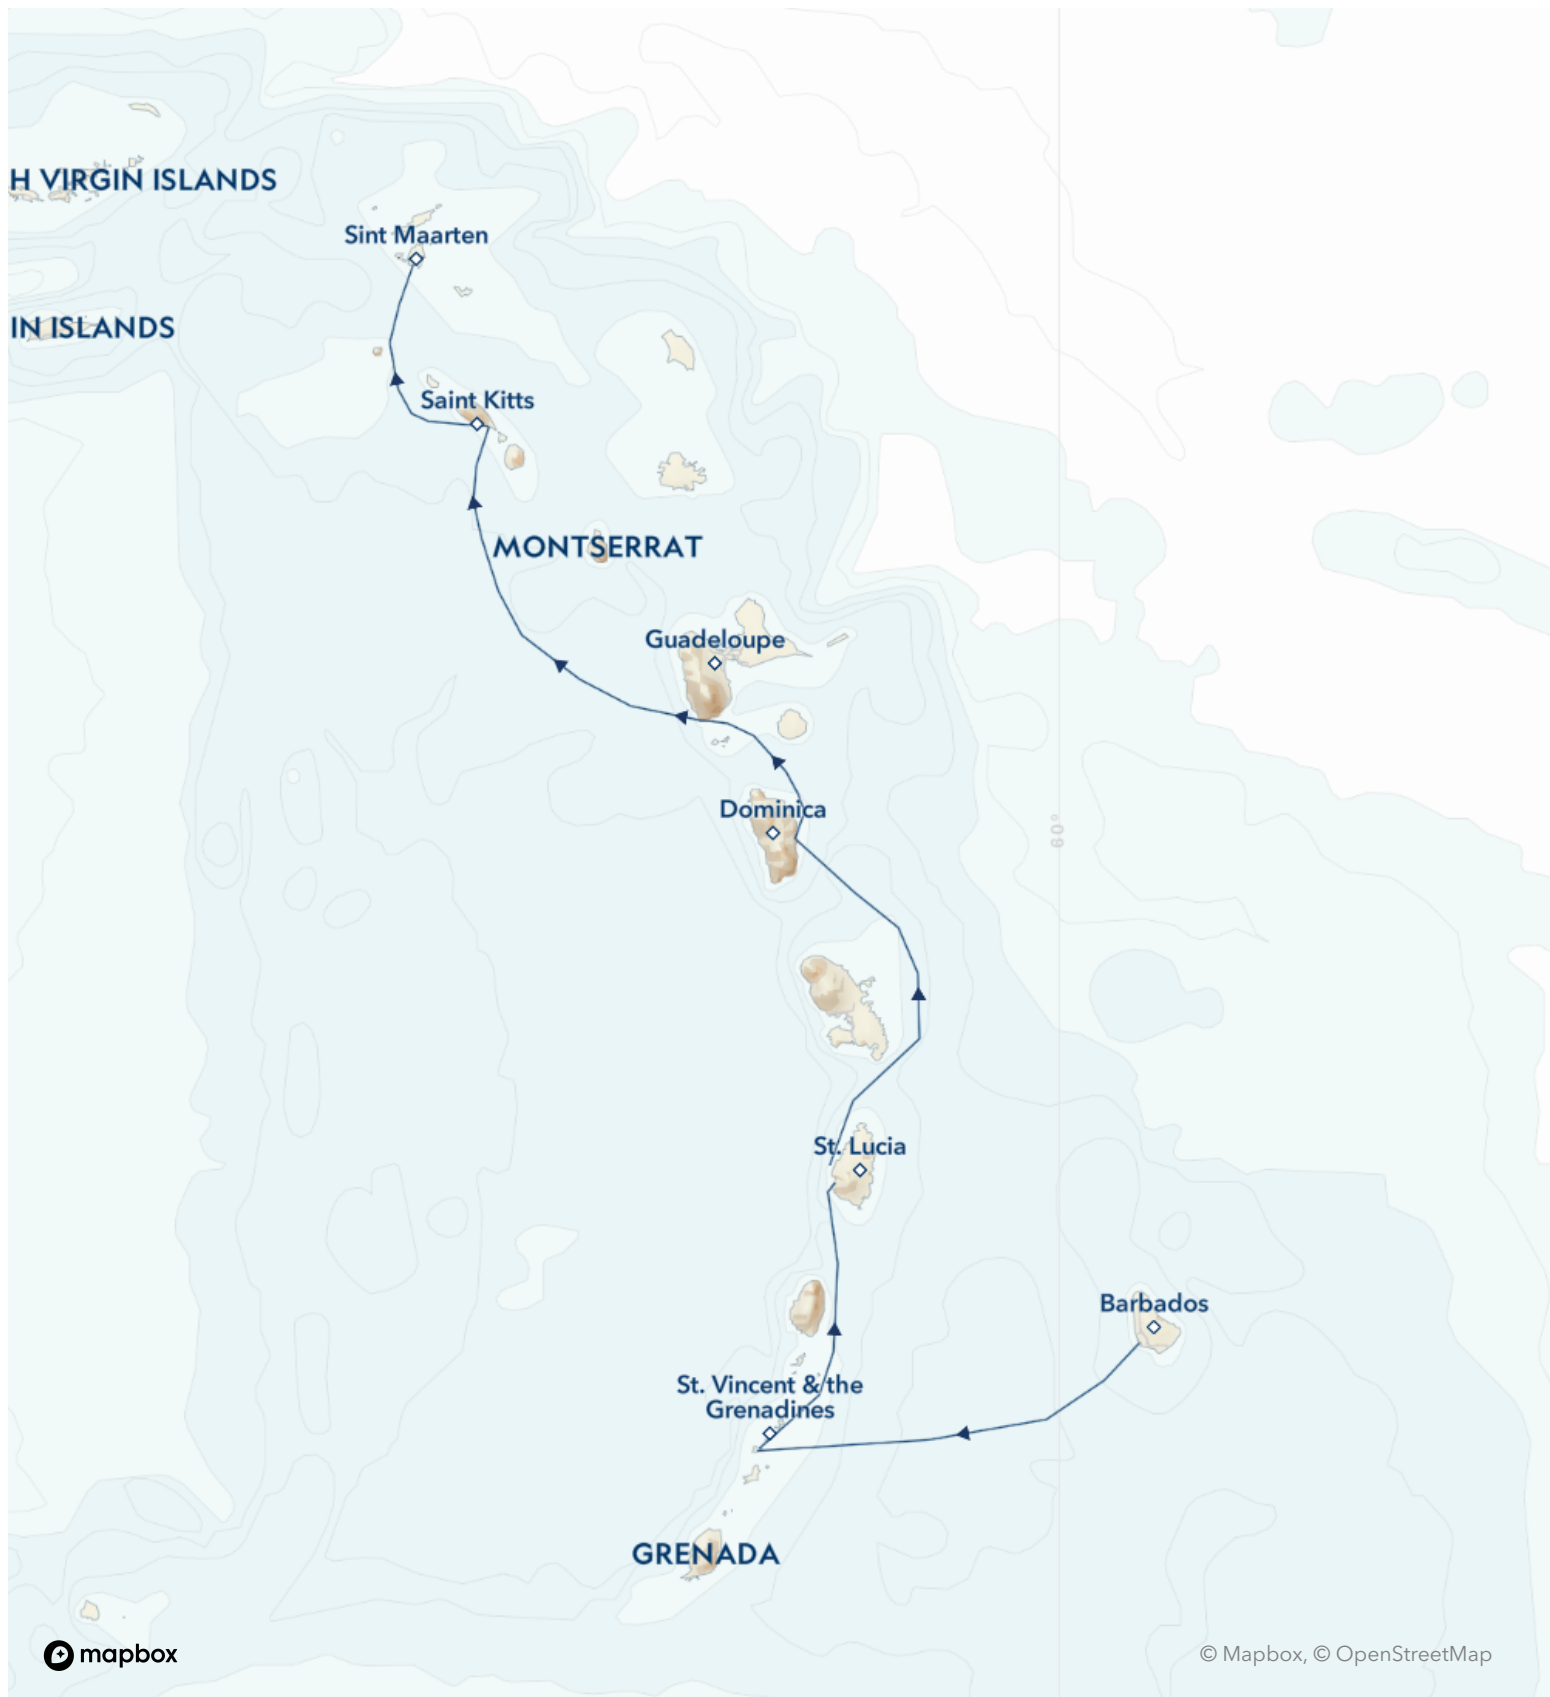 H VIRGIN ISLANDS
Sint Maarten
IN ISLANDS
Saint Kitts
MONTSERRAT
Guadeloupe
Dominica
60°
St. Lucia
Barbados
St. Vincent & the
Grenadines
GRENADA
mapbox
© Mapbox, © OpenStreetMap